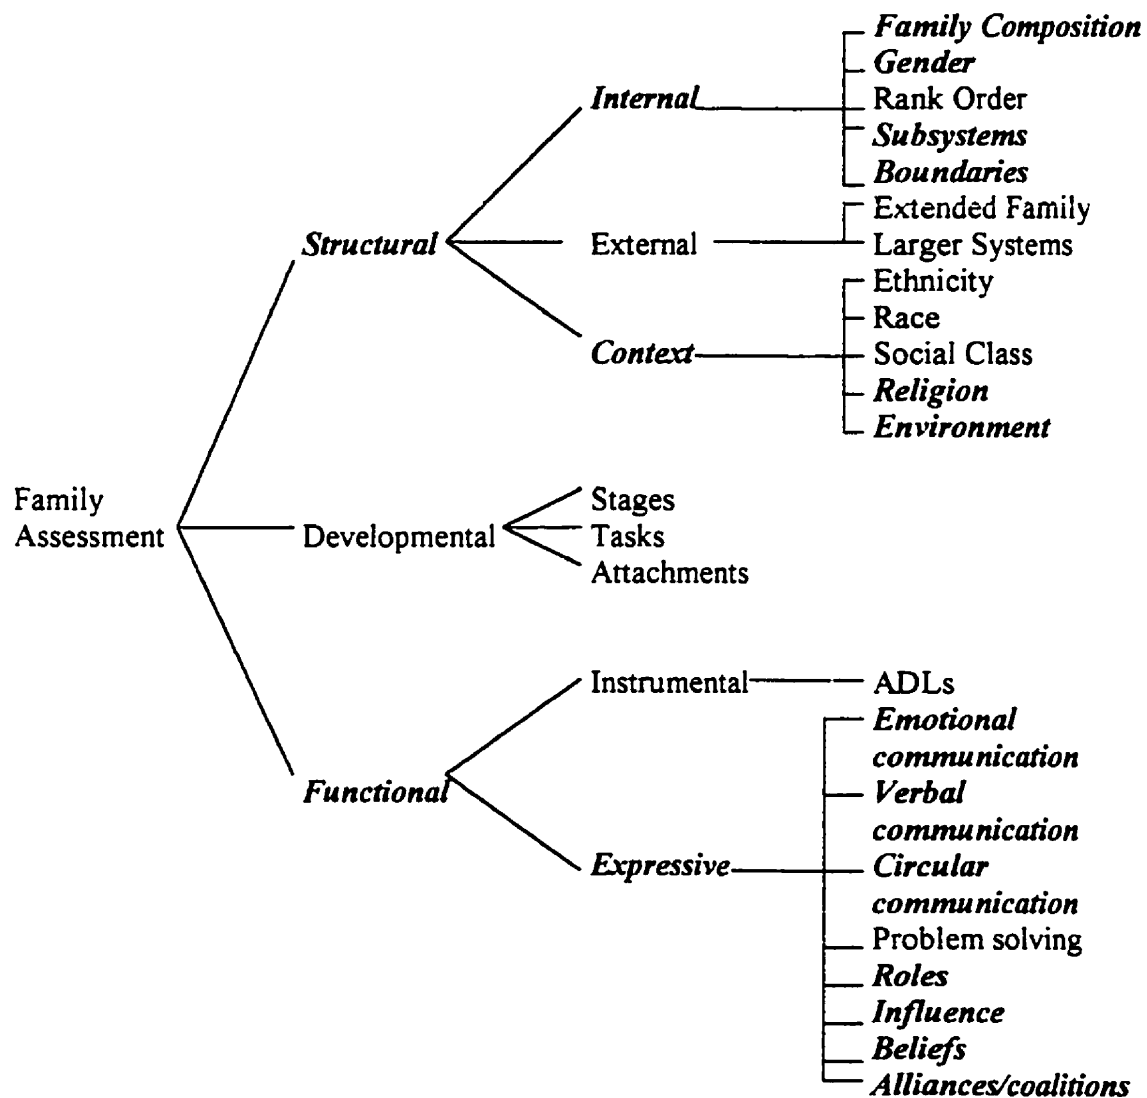 Family Composition
Gender
Internal
Rank Order
Subsystems
Boundaries
Extended Family
Structural
External
Larger Systems
Ethnicity
Race
Context
Social Class
Religion
Environment
Family
Assessment
Developmental
Stages
Tasks
Attachments
Instrumental
ADLs
Emotional
communication
Functional
Verbal
communication
Expressive
Circular
communication
Problem solving
Roles
Influence
Beliefs
Alliances/coalitions